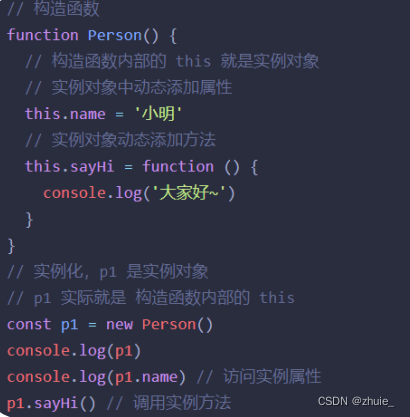 // 构造函数
function Person() {
  // 构造函数内部的 this 就是实例对象
  // 实例对象中动态添加属性
  this.name = '小明'
  // 实例对象动态添加方法
  this.sayHi = function () {
    console.log('大家好~')
  }
}
// 实例化, p1 是实例对象
// p1 实际就是 构造函数内部的 this
const p1 = new Person()
console.log(p1)
console.log(p1.name) // 访问实例属性
p1.sayHi() // 调用实例方法
CSDN @zhuie_